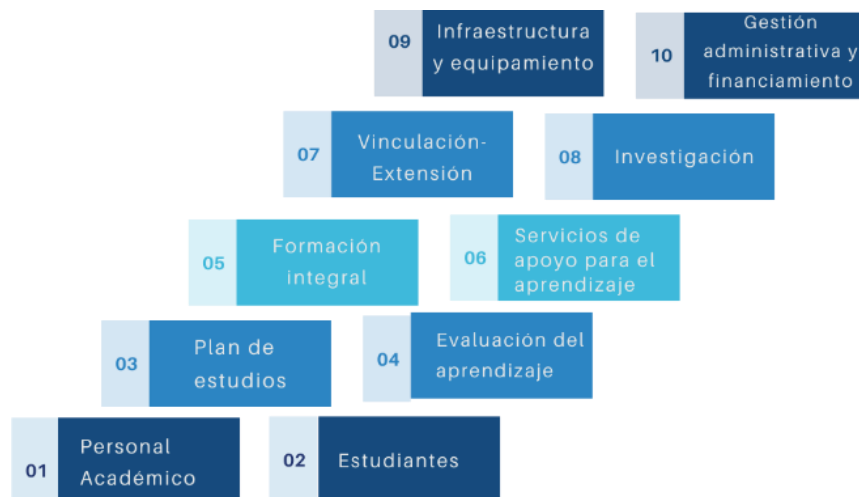 09
Infraestructura
y equipamiento
10
Gestión
administrativa y
financiamiento
07
Vinculación-
Extensión
08
Investigación
05
Formación
integral
06
Servicios de
apoyo para el
aprendizaje
03
Plan de
estudios
04
Evaluación del
aprendizaje
01
Personal
Académico
02
Estudiantes